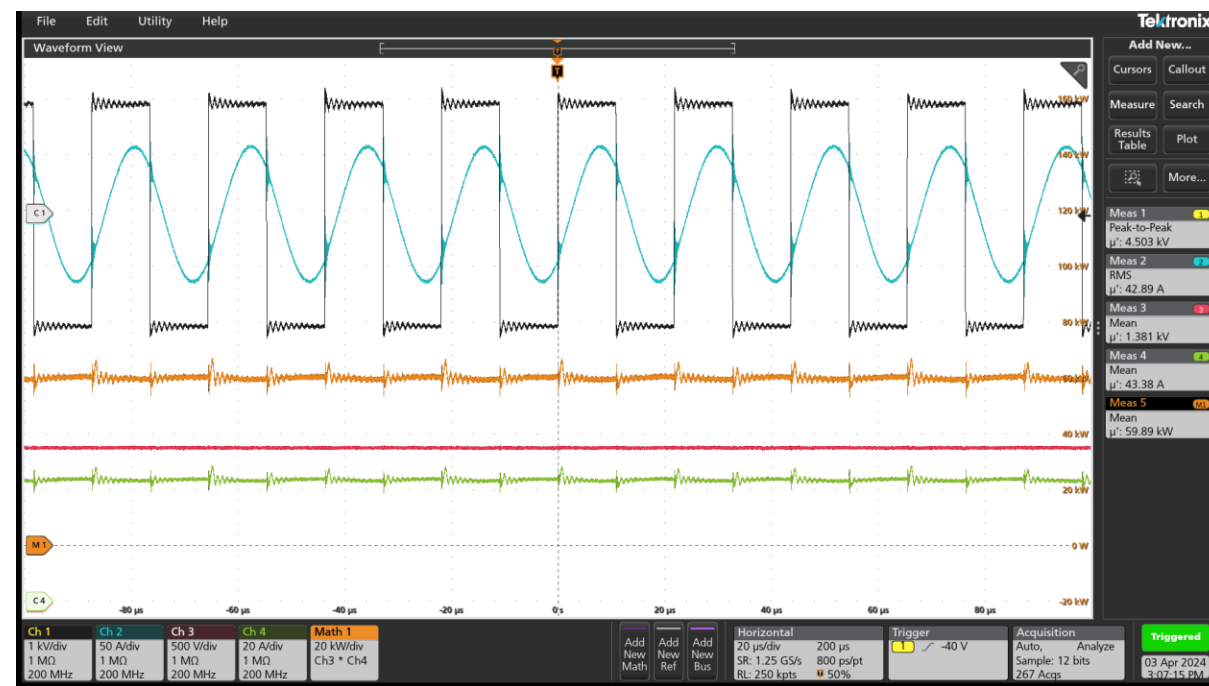 File Edit Utility Help
Tektronix
Waveform View
Add New...
U
T
Cursors Callout
Measure Search
Results Table Plot
More...
160 kW
140 kW
120 kW
100 kW
80 kW
40 kW
20 kW
0 W
-20 kW
C 1
M 1
C 4
-80 µs -60 µs -40 µs -20 µs 0 s 20 µs 40 µs 60 µs 80 µs
Meas 1 1
Peak-to-Peak
µ': 4.503 kV
Meas 2 2
RMS
µ': 42.89 A
Meas 3 3
Mean
µ': 1.381 kV
Meas 4 4
Mean
µ': 43.38 A
Meas 5 M1
Mean
µ': 59.89 kW
Ch 1
1 kV/div
1 MΩ
200 MHz
Ch 2
50 A/div
1 MΩ
200 MHz
Ch 3
500 V/div
1 MΩ
200 MHz
Ch 4
20 A/div
1 MΩ
200 MHz
Math 1
20 kW/div
Ch3 * Ch4
Add New Math
Add New Ref
Add New Bus
Horizontal
20 µs/div 200 µs
SR: 1.25 GS/s 800 ps/pt
RL: 250 kpts U 50%
Trigger
1 -40 V
Acquisition
Auto, Analyze
Sample: 12 bits
267 Acqs
Triggered
03 Apr 2024
3:07:15 PM